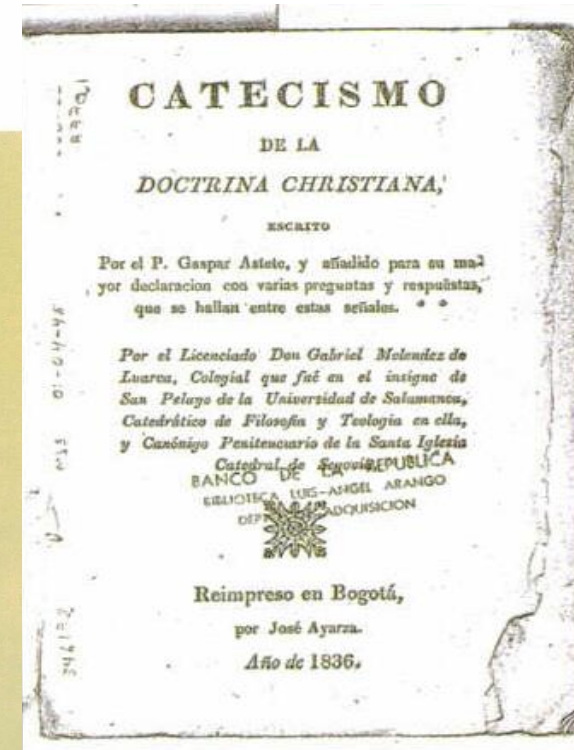 CATECISMO
DE LA
DOCTRINA CHRISTIANA,
ESCRITO
Por el P. Gaspar Astete, y añadido para su ma-
yor declaracion con varias preguntas y respuestas,
que se hallan entre estas señales. * *
Por el Licenciado Don Gabriel Melendez de
Luarca, Colegial que fué en el insigne de
San Pelayo de la Universidad de Salamanca,
Catedrático de Filosofia y Teologia en ella,
y Canónigo Penitenciario de la Santa Iglesia
Catedral de Segovia.
BANCO DE LA REPUBLICA
BIBLIOTECA LUIS-ANGEL ARANGO
ADQUISICION
Reimpreso en Bogotá,
por José Ayarza.
Año de 1836.
01-04-45